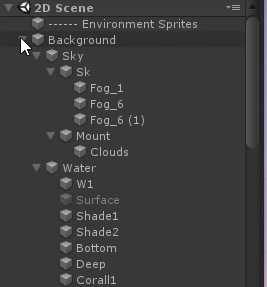 2D Scene
------ Environment Sprites
Background
Sky
Sk
Fog_1
Fog_6
Fog_6 (1)
Mount
Clouds
Water
W1
Surface
Shade1
Shade2
Bottom
Deep
Corall1